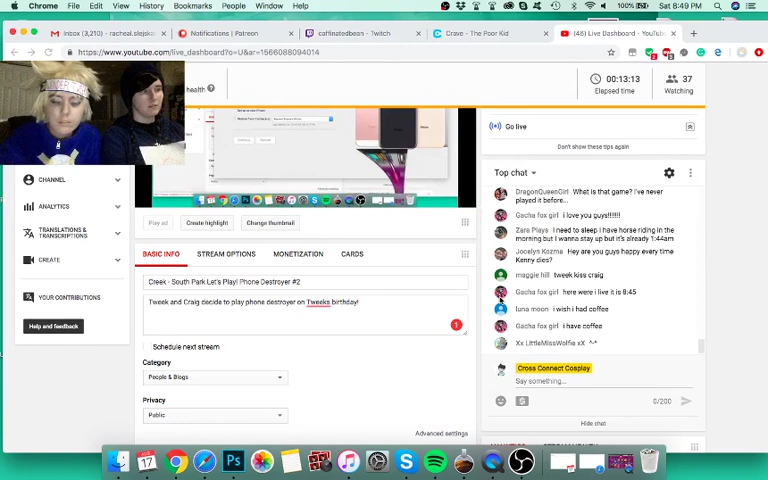 Chrome File Edit View History Bookmarks People Window Help 100% Sat 8:49 PM
Inbox (3,210) - racheal.slejska Notifications | Patreon caffinatedbean - Twitch Crave - The Poor Kid (46) Live Dashboard - YouTu
https://www.youtube.com/live_dashboard?o=U&ar=1566088094014
health
00:13:13
Elapsed time
37
Watching
Go live
Don't show these tips again
Top chat
DragonQueenGirl What is that game? I've never
played it before...
Gacha fox girl i love you guys!!!!!!
Zara Plays I need to sleep I have horse riding in the
morning but I wanna stay up but it's already 1:44am
Jocelyn Kozma Hey are you guys happy every time
Kenny dies?
maggie hill tweek kiss craig
Gacha fox girl here were i live it is 8:45
luna moon i wish i had coffee
Gacha fox girl i have coffee
Xx LittleMissWolfie xX ^-^
Cross Connect Cosplay
Say something...
0/200
Hide chat
CHANNEL
ANALYTICS
TRANSLATIONS &
TRANSCRIPTIONS
CREATE
YOUR CONTRIBUTIONS
Help and feedback
Play ad Create highlight Change thumbnail
BASIC INFO STREAM OPTIONS MONETIZATION CARDS
Creek - South Park Let's Play! Phone Destroyer #2
Tweek and Craig decide to play phone destroyer on Tweeks birthday!
1
Schedule next stream
Category
People & Blogs
Privacy
Public
Advanced settings